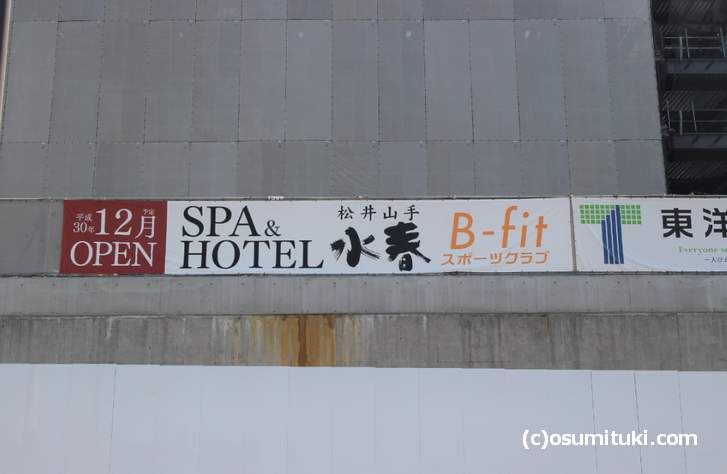 平成
30年
12月
予定
OPEN
SPA &
HOTEL
松井山手
水春
B-fit
スポーツクラブ
東洋
Everyone
(c)osumituki.com